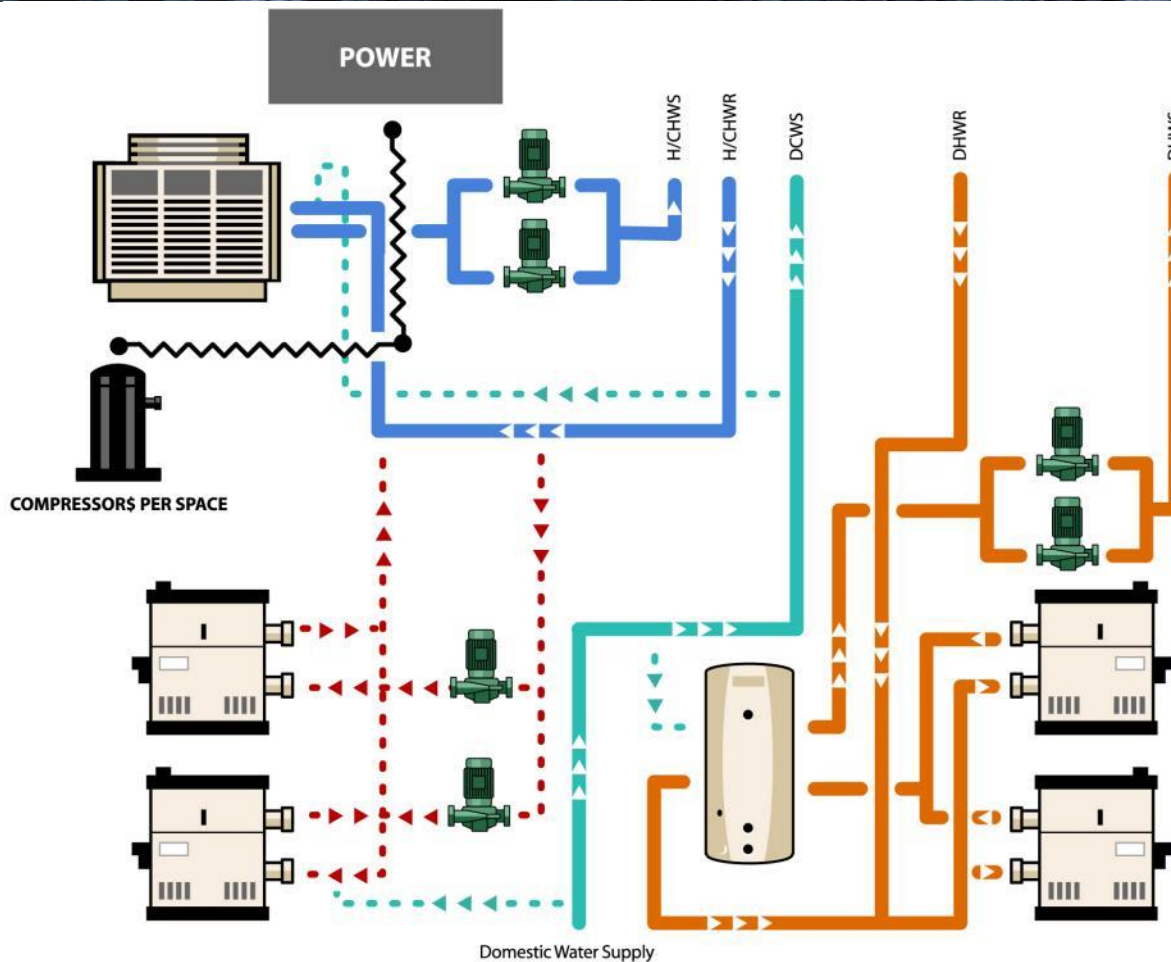 POWER
H/CHWS
H/CHWR
DCWS
DHWR
COMPRESSOR$ PER SPACE
Domestic Water Supply